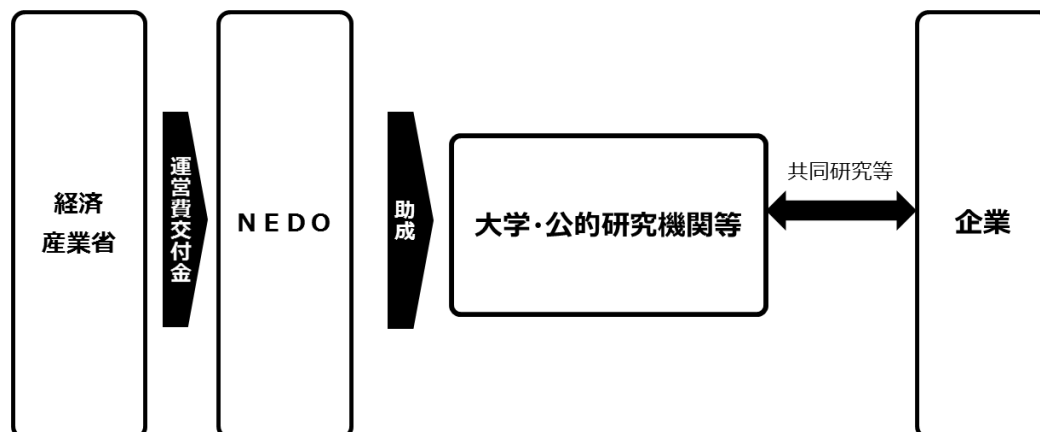 経済
産業省
運営費交付金
NEDO
助成
大学・公的研究機関等
共同研究等
企業